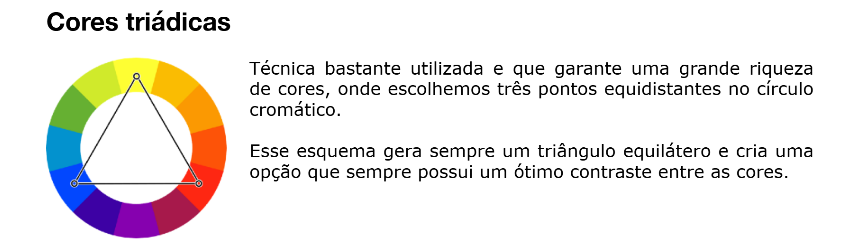 Cores triádicas
Técnica bastante utilizada e que garante uma grande riqueza
de cores, onde escolhemos três pontos equidistantes no círculo
cromático.
Esse esquema gera sempre um triângulo equilátero e cria uma
opção que sempre possui um ótimo contraste entre as cores.